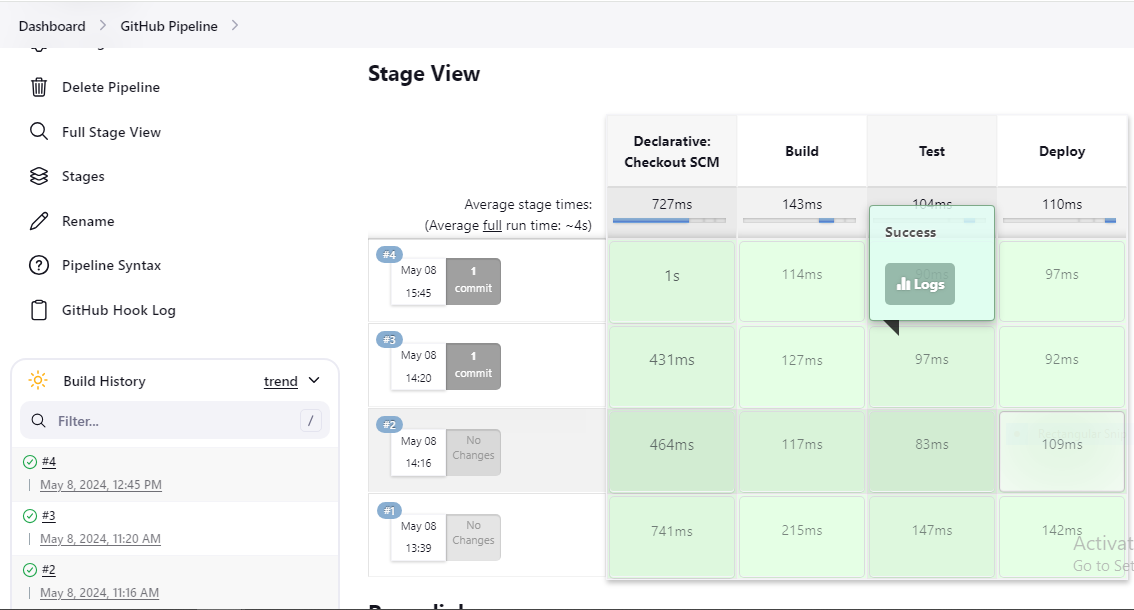 Dashboard
GitHub Pipeline
Delete Pipeline
Full Stage View
Stages
Rename
Pipeline Syntax
GitHub Hook Log
Build History
trend
Filter...
/
#4
May 8, 2024, 12:45 PM
#3
May 8, 2024, 11:20 AM
#2
May 8, 2024, 11:16 AM
Stage View
Declarative:
Checkout SCM
Build
Test
Deploy
Average stage times:
(Average full run time: ~4s)
727ms
143ms
104ms
110ms
#4
May 08
15:45
1
commit
1s
114ms
90ms
97ms
Success
Logs
#3
May 08
14:20
1
commit
431ms
127ms
97ms
92ms
#2
May 08
14:16
No
Changes
464ms
117ms
83ms
109ms
#1
May 08
13:39
No
Changes
741ms
215ms
147ms
142ms
Activat
Go to Set